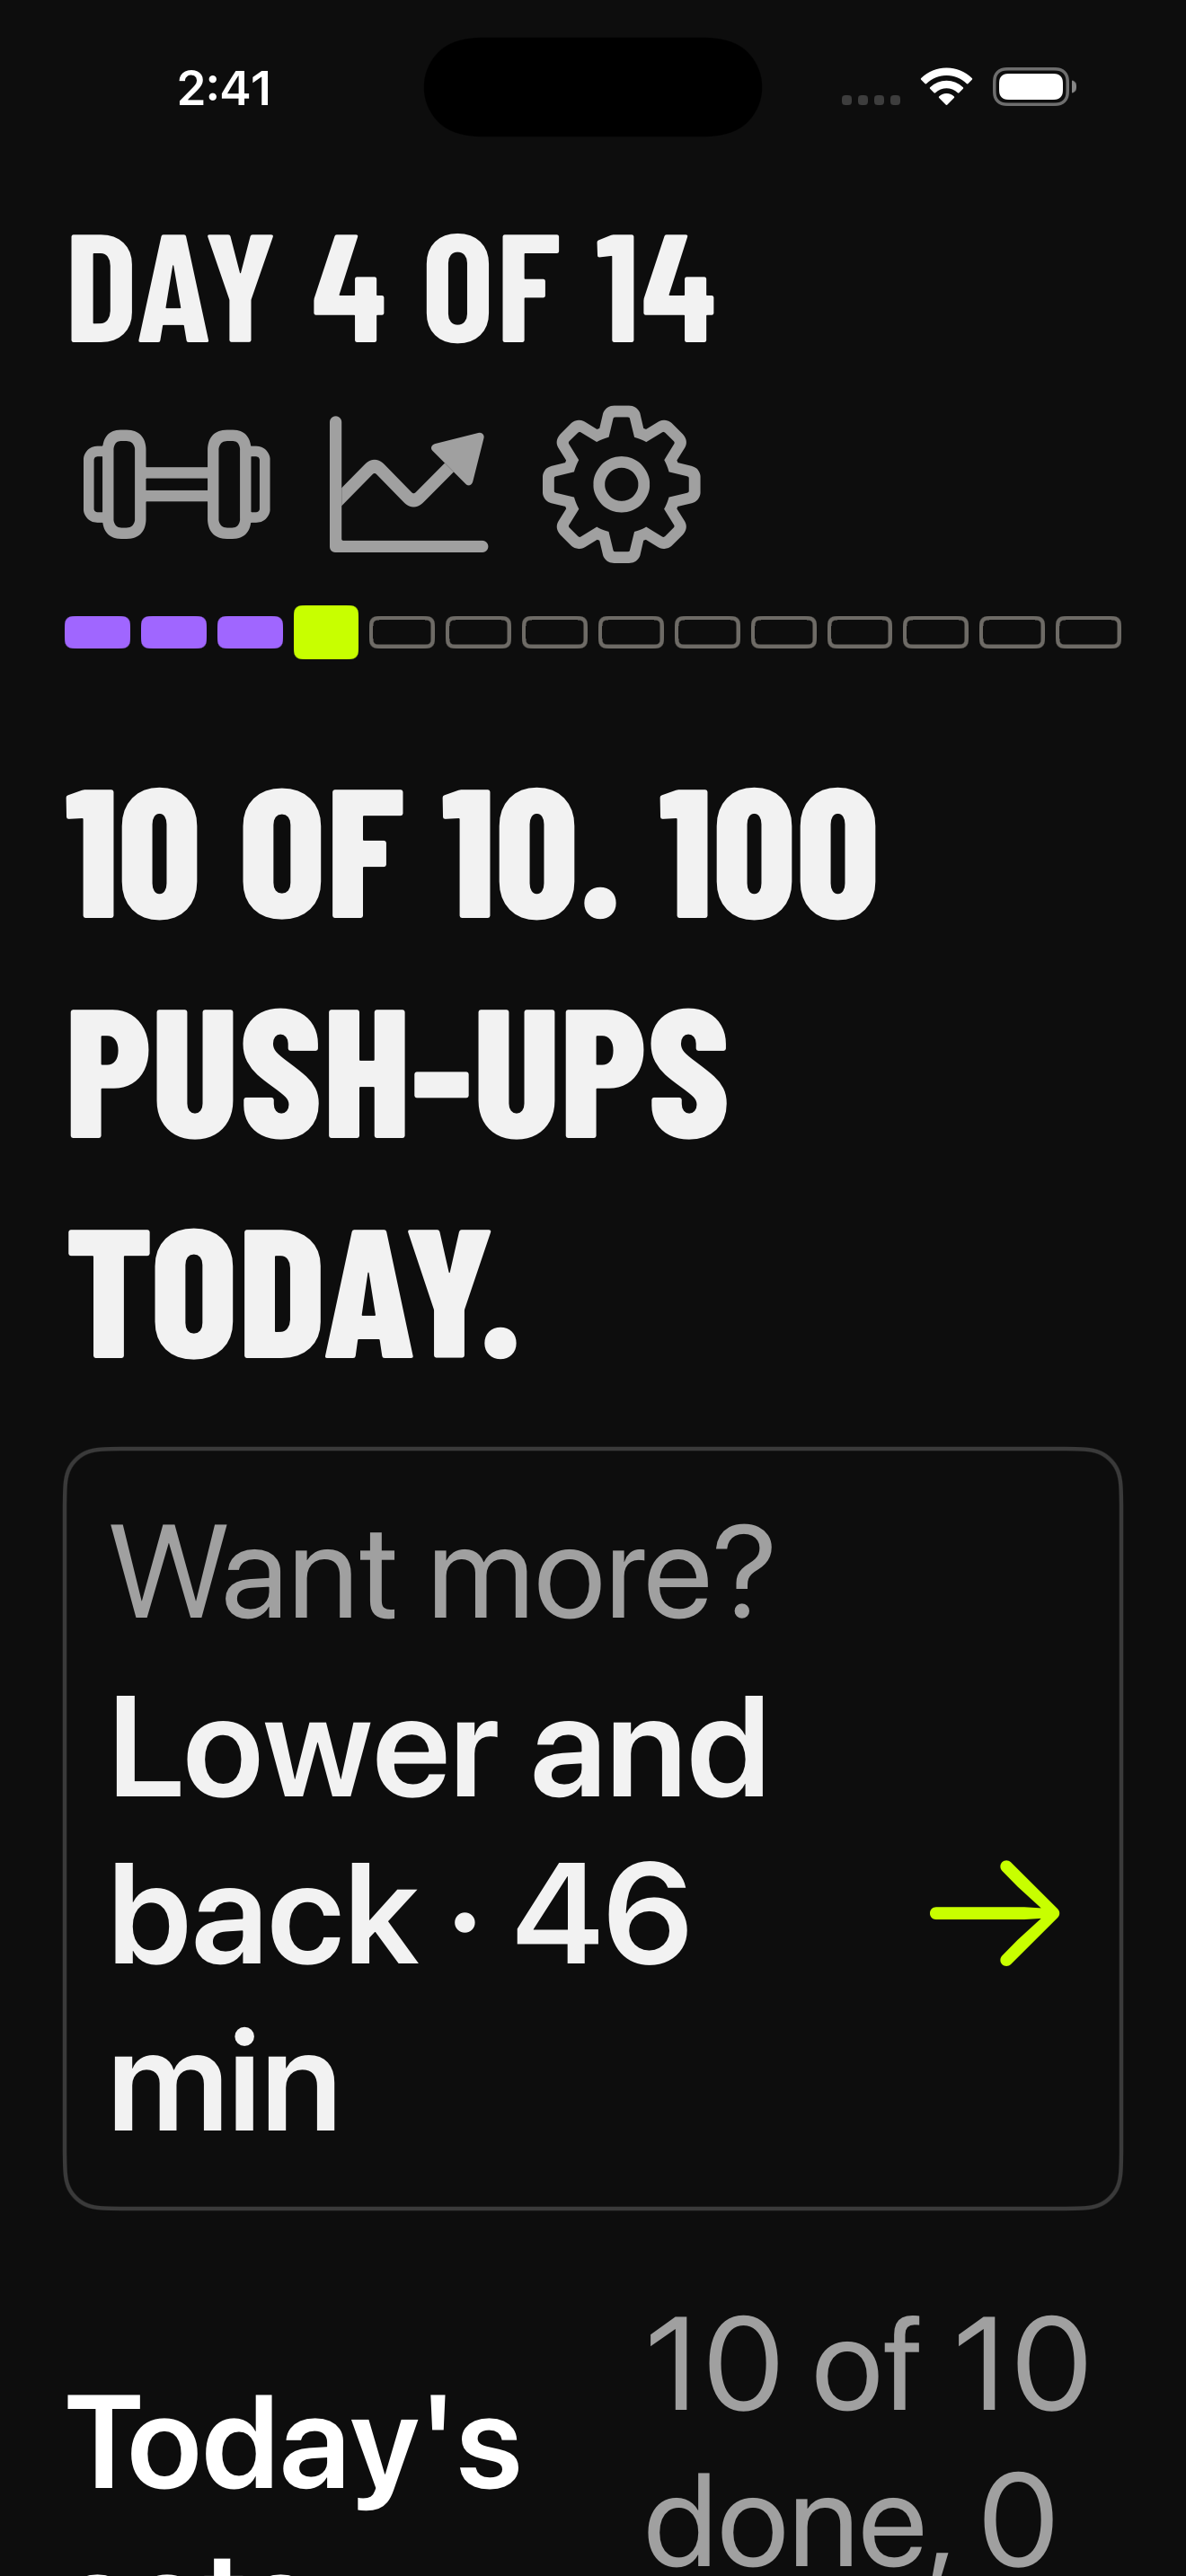 2:41
DAY 4 OF 14
10 OF 10. 100
PUSH-UPS
TODAY.
Want more?
Lower and
back · 46
min
10 of 10
Today's
done, 0